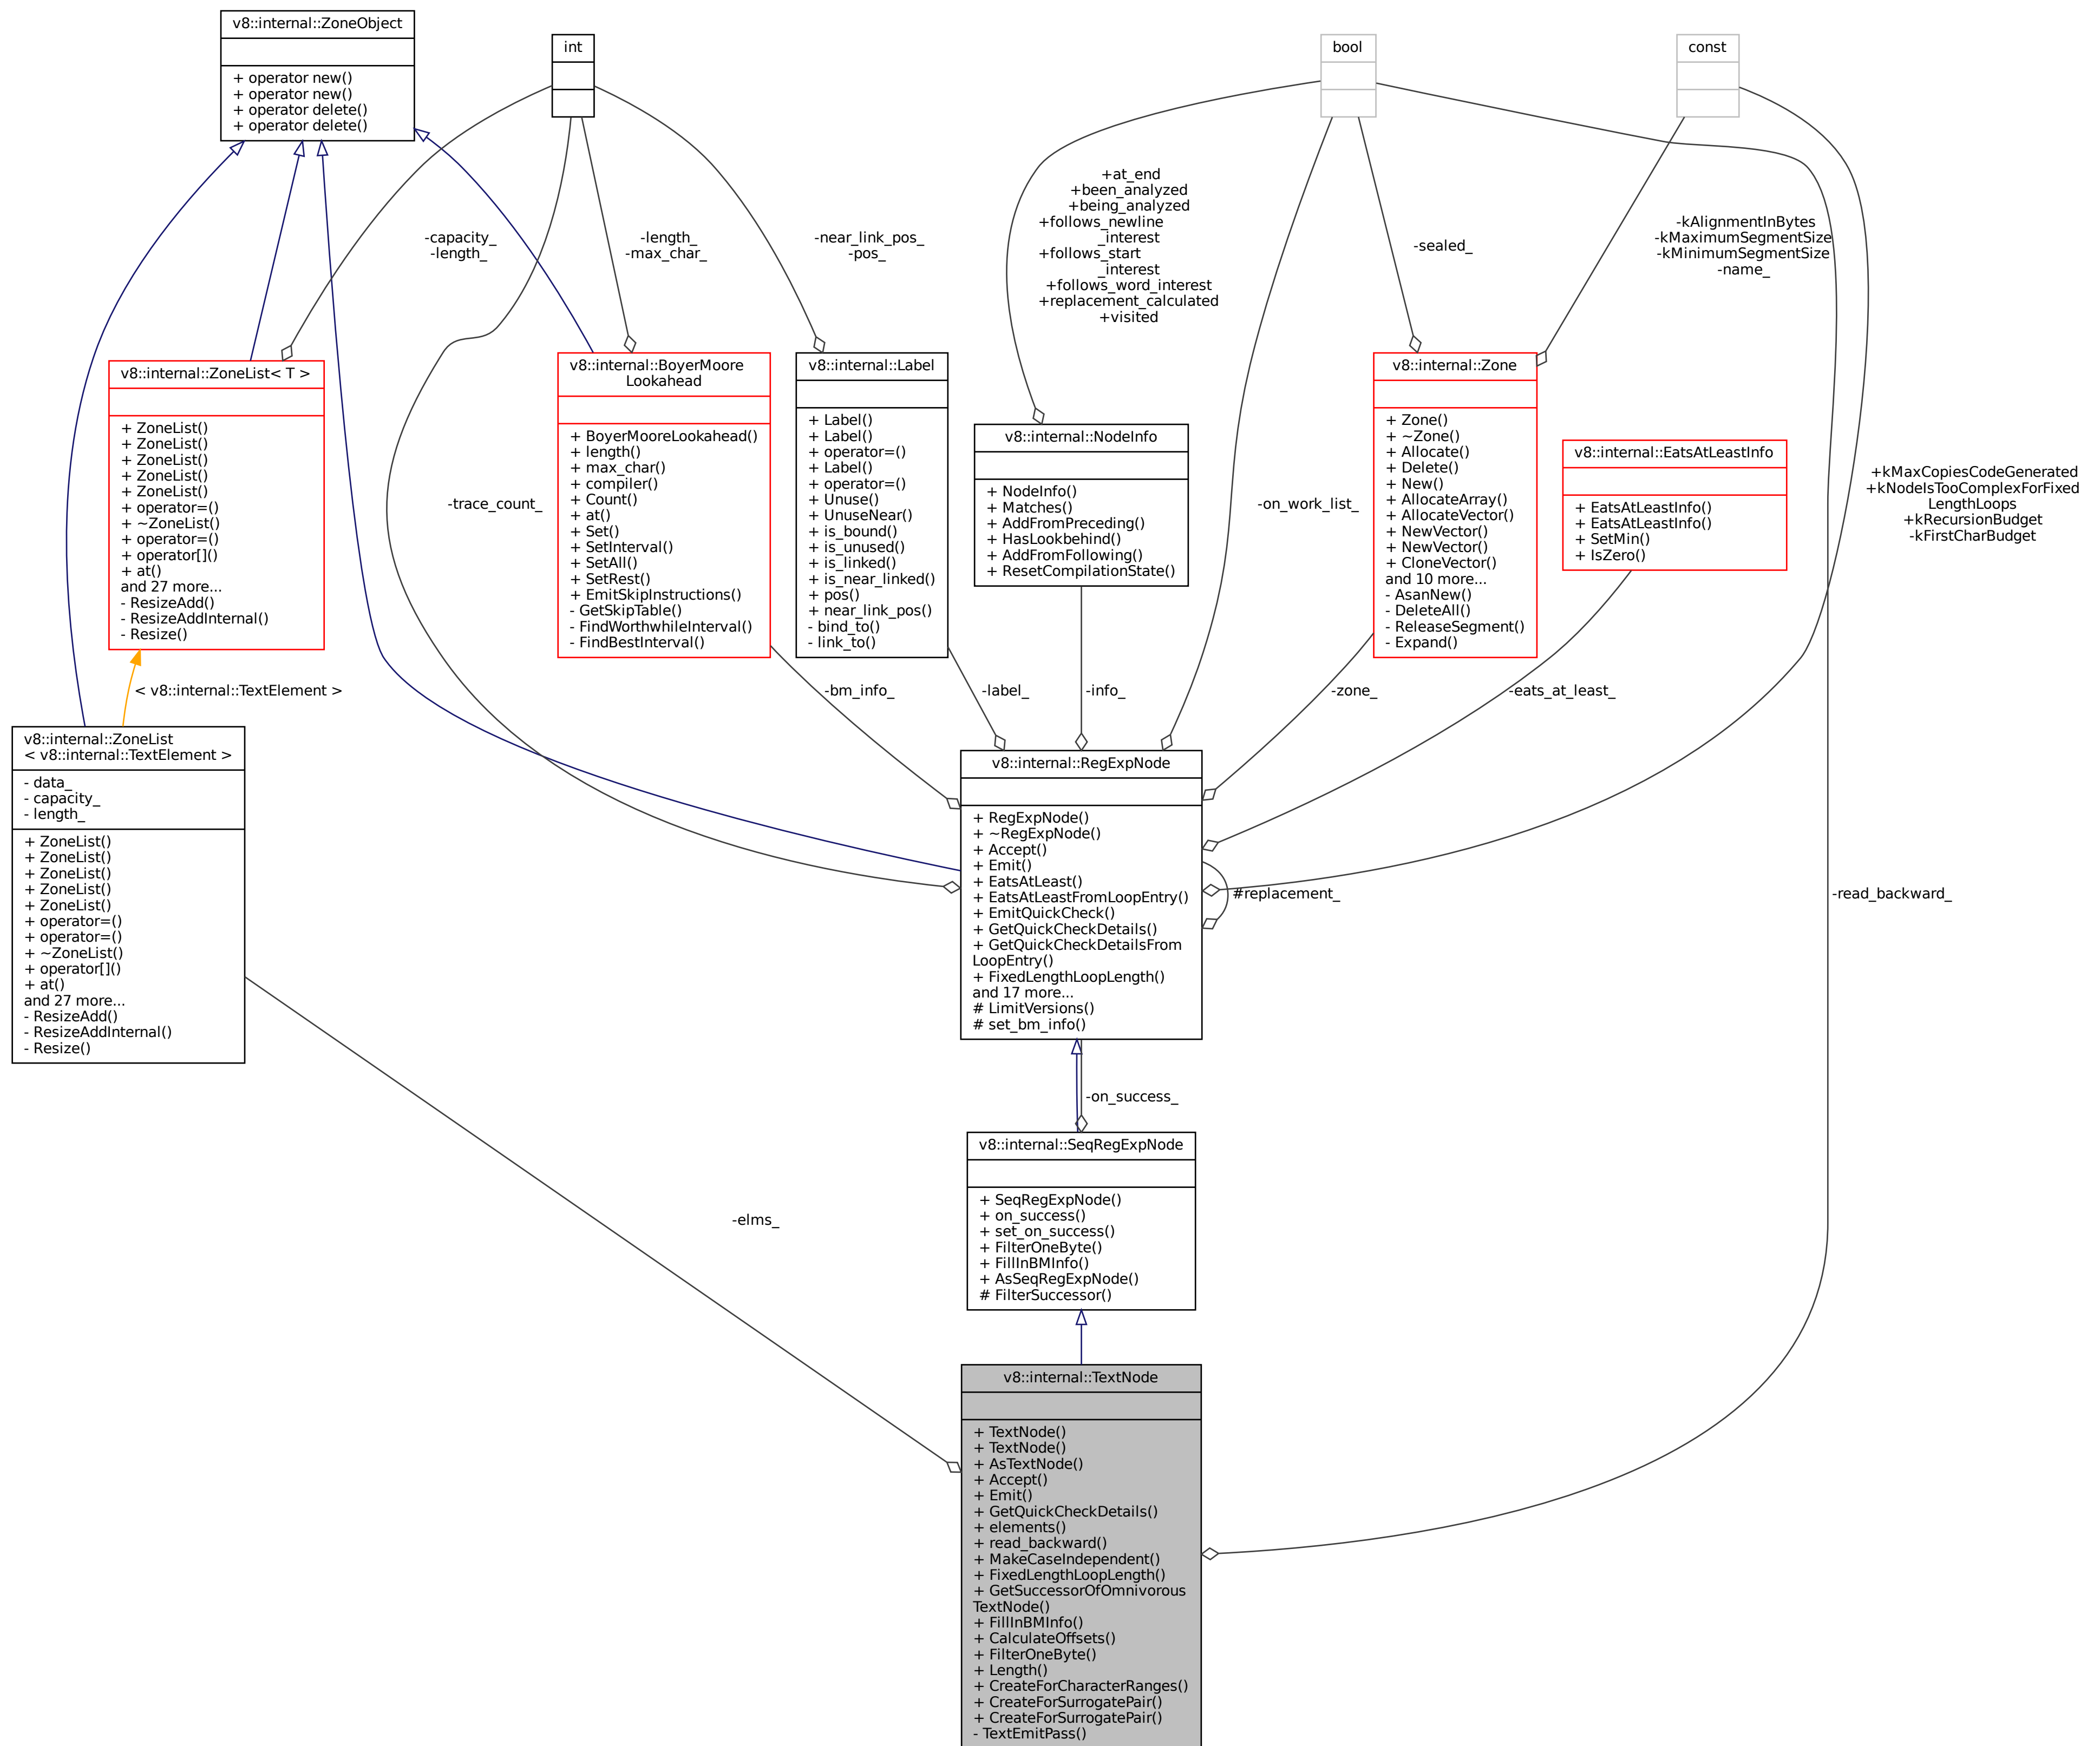 v8::internal::ZoneObject
+ operator new()
+ operator new()
+ operator delete()
+ operator delete()
int
bool
const
-capacity_
-length_
-length_
-max_char_
-near_link_pos_
-pos_
+at_end
+been_analyzed
+being_analyzed
+follows_newline
_interest
+follows_start
_interest
+follows_word_interest
+replacement_calculated
+visited
-sealed_
-kAlignmentInBytes
-kMaximumSegmentSize
-kMinimumSegmentSize
-name_
v8::internal::ZoneList< T >
+ ZoneList()
+ ZoneList()
+ ZoneList()
+ ZoneList()
+ ZoneList()
+ operator=()
+ ~ZoneList()
+ operator=()
+ operator[]()
+ at()
and 27 more...
- ResizeAdd()
- ResizeAddInternal()
- Resize()
-trace_count_
v8::internal::BoyerMoore
Lookahead
+ BoyerMooreLookahead()
+ length()
+ max_char()
+ compiler()
+ Count()
+ at()
+ Set()
+ SetInterval()
+ SetAll()
+ SetRest()
+ EmitSkipInstructions()
- GetSkipTable()
- FindWorthwhileInterval()
- FindBestInterval()
v8::internal::Label
+ Label()
+ Label()
+ operator=()
+ Label()
+ operator=()
+ Unuse()
+ UnuseNear()
+ is_bound()
+ is_unused()
+ is_linked()
+ is_near_linked()
+ pos()
+ near_link_pos()
- bind_to()
- link_to()
v8::internal::NodeInfo
+ NodeInfo()
+ Matches()
+ AddFromPreceding()
+ HasLookbehind()
+ AddFromFollowing()
+ ResetCompilationState()
-on_work_list_
v8::internal::Zone
+ Zone()
+ ~Zone()
+ Allocate()
+ Delete()
+ New()
+ AllocateArray()
+ AllocateVector()
+ NewVector()
+ NewVector()
+ CloneVector()
and 10 more...
- AsanNew()
- DeleteAll()
- ReleaseSegment()
- Expand()
v8::internal::EatsAtLeastInfo
+ EatsAtLeastInfo()
+ EatsAtLeastInfo()
+ SetMin()
+ IsZero()
+kMaxCopiesCodeGenerated
+kNodeIsTooComplexForFixed
LengthLoops
+kRecursionBudget
-kFirstCharBudget
< v8::internal::TextElement >
-bm_info_
-label_
-info_
-zone_
-eats_at_least_
v8::internal::ZoneList
< v8::internal::TextElement >
- data_
- capacity_
- length_
+ ZoneList()
+ ZoneList()
+ ZoneList()
+ ZoneList()
+ ZoneList()
+ operator=()
+ operator=()
+ ~ZoneList()
+ operator[]()
+ at()
and 27 more...
- ResizeAdd()
- ResizeAddInternal()
- Resize()
v8::internal::RegExpNode
+ RegExpNode()
+ ~RegExpNode()
+ Accept()
+ Emit()
+ EatsAtLeast()
+ EatsAtLeastFromLoopEntry()
+ EmitQuickCheck()
+ GetQuickCheckDetails()
+ GetQuickCheckDetailsFrom
LoopEntry()
+ FixedLengthLoopLength()
and 17 more...
# LimitVersions()
# set_bm_info()
#replacement_
-read_backward_
-on_success_
v8::internal::SeqRegExpNode
+ SeqRegExpNode()
+ on_success()
+ set_on_success()
+ FilterOneByte()
+ FillInBMInfo()
+ AsSeqRegExpNode()
# FilterSuccessor()
-elms_
v8::internal::TextNode
+ TextNode()
+ TextNode()
+ AsTextNode()
+ Accept()
+ Emit()
+ GetQuickCheckDetails()
+ elements()
+ read_backward()
+ MakeCaseIndependent()
+ FixedLengthLoopLength()
+ GetSuccessorOfOmnivorous
TextNode()
+ FillInBMInfo()
+ CalculateOffsets()
+ FilterOneByte()
+ Length()
+ CreateForCharacterRanges()
+ CreateForSurrogatePair()
+ CreateForSurrogatePair()
- TextEmitPass()